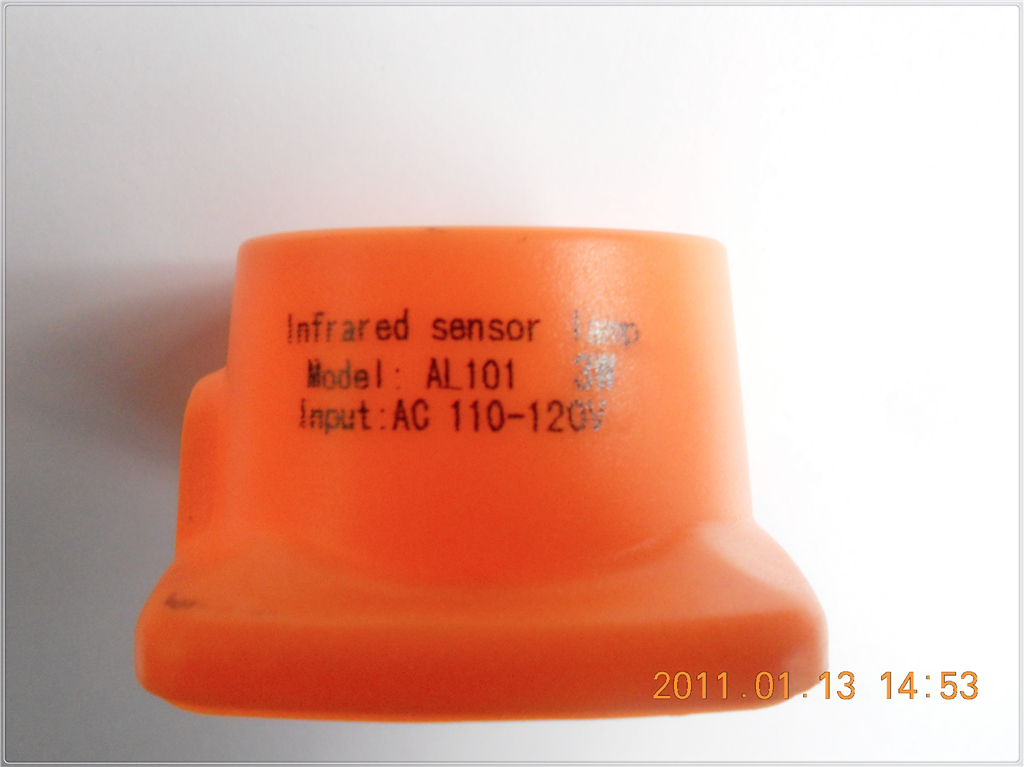 Infrared sensor lamp
Model: AL101 3W
Input:AC 110-120V
2011.01.13 14:53